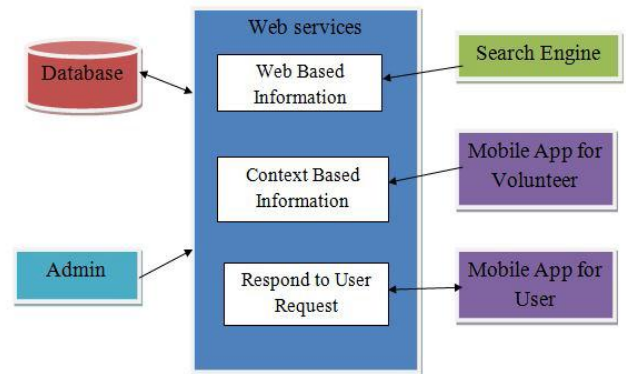 Web services
Database
Web Based
Information
Search Engine
Context Based
Information
Mobile App for
Volunteer
Admin
Respond to User
Request
Mobile App for
User